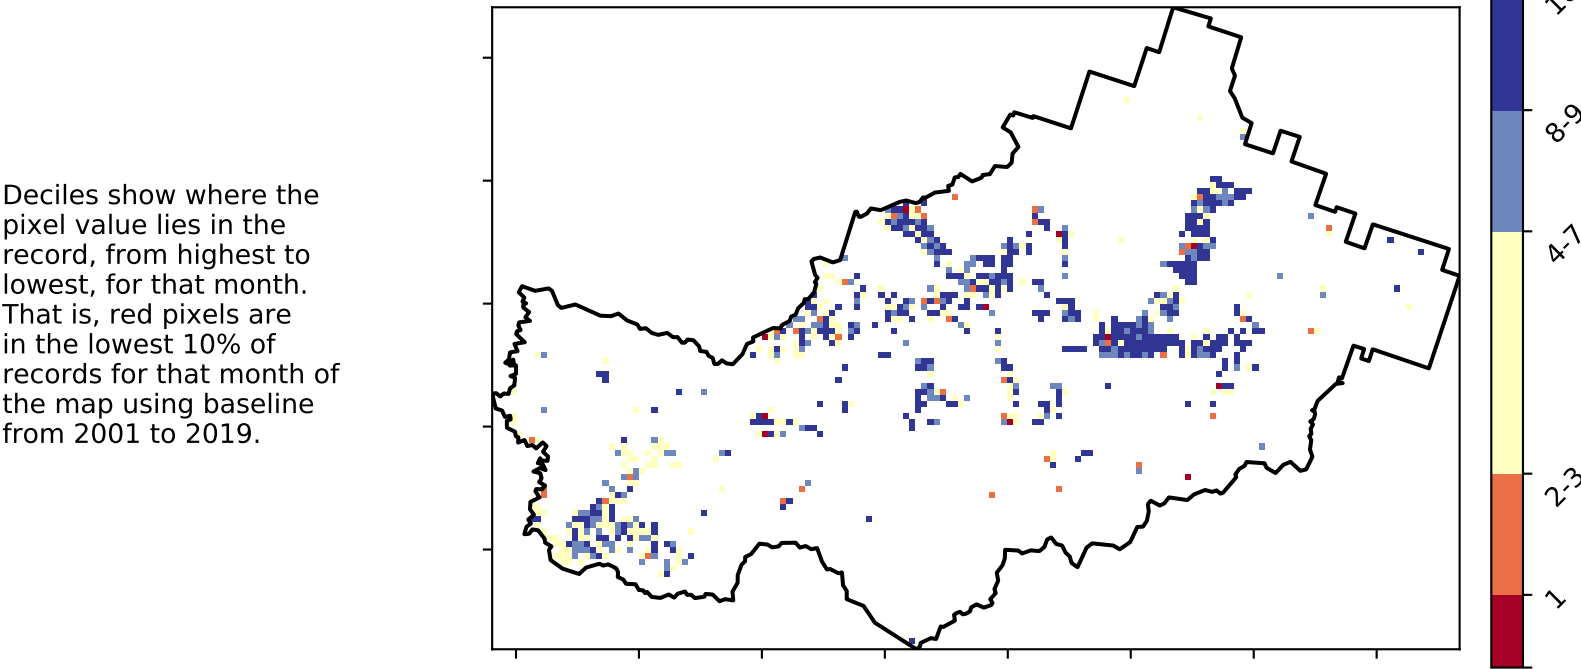 Deciles show where the
pixel value lies in the
record, from highest to
lowest, for that month.
That is, red pixels are
in the lowest 10% of
records for that month of
the map using baseline
from 2001 to 2019.
8-9
4-7
2-3
1